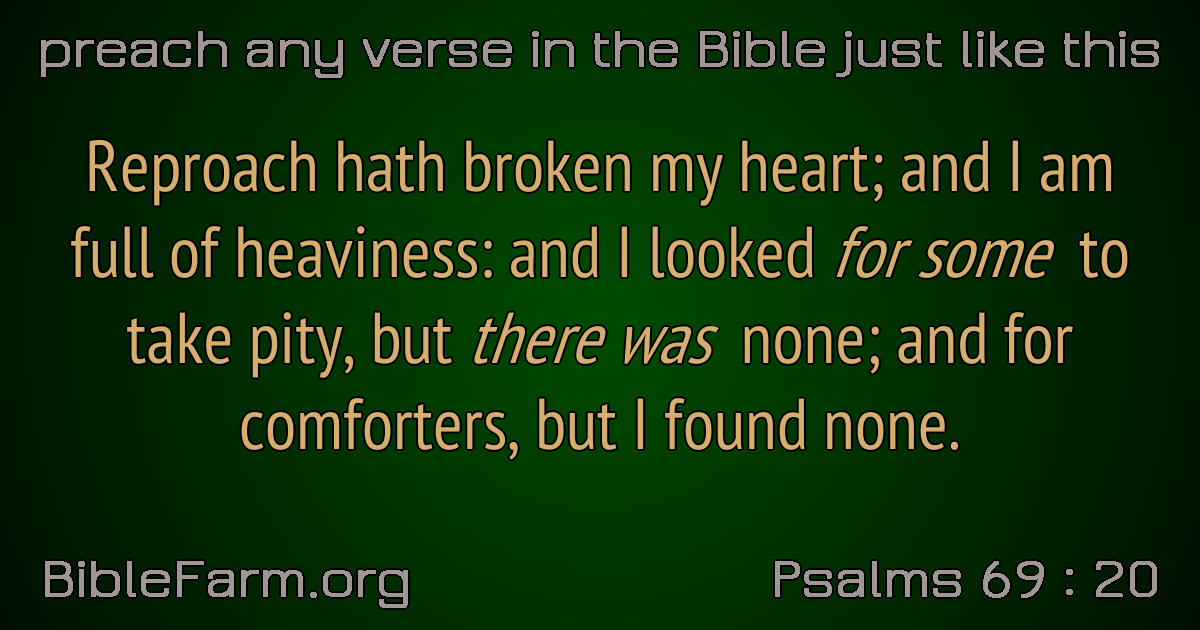 preach any verse in the Bible just like this
Reproach hath broken my heart; and I am
full of heaviness: and I looked for some to
take pity, but there was none; and for
comforters, but I found none.
BibleFarm.org
Psalms 69 : 20